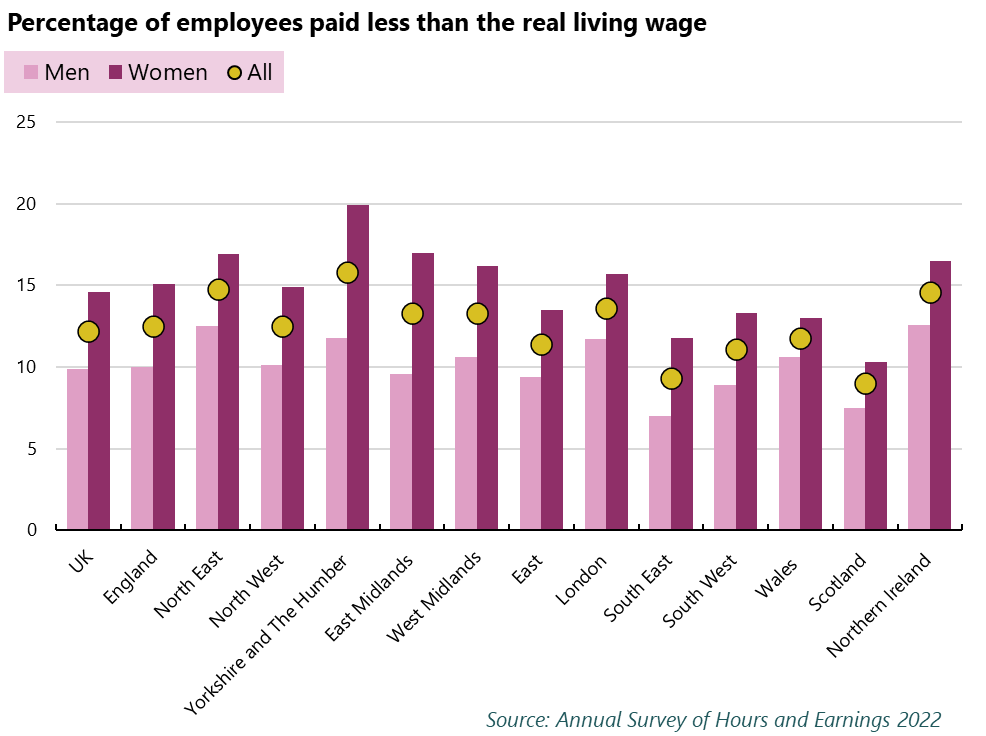 Percentage of employees paid less than the real living wage
Men Women All
25
20
15
10
5
0
UK
England
North East
North West
Yorkshire and The Humber
East Midlands
West Midlands
East
London
South East
South West
Wales
Scotland
Northern Ireland
Source: Annual Survey of Hours and Earnings 2022